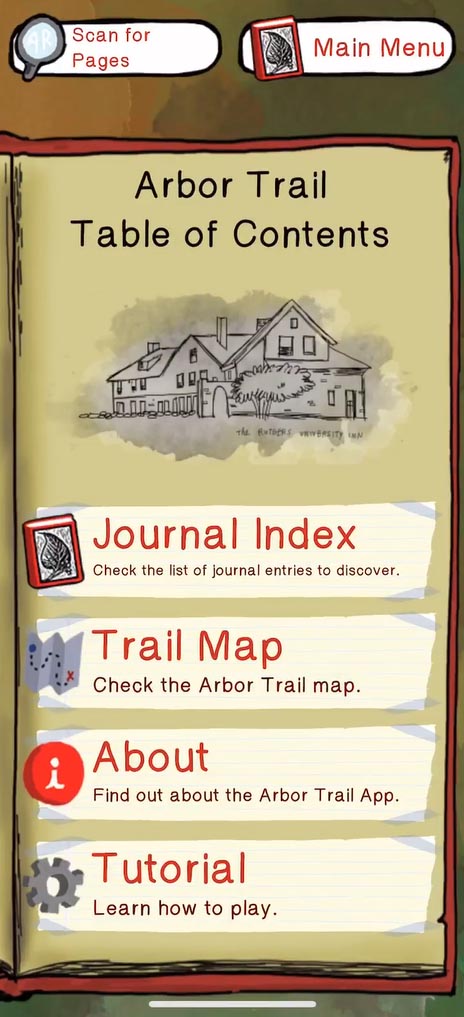 AR
Scan for
Pages
Main Menu
Arbor Trail
Table of Contents
THE RUTGERS UNIVERSITY INN
Journal Index
Check the list of journal entries to discover.
Trail Map
Check the Arbor Trail map.
About
Find out about the Arbor Trail App.
Tutorial
Learn how to play.